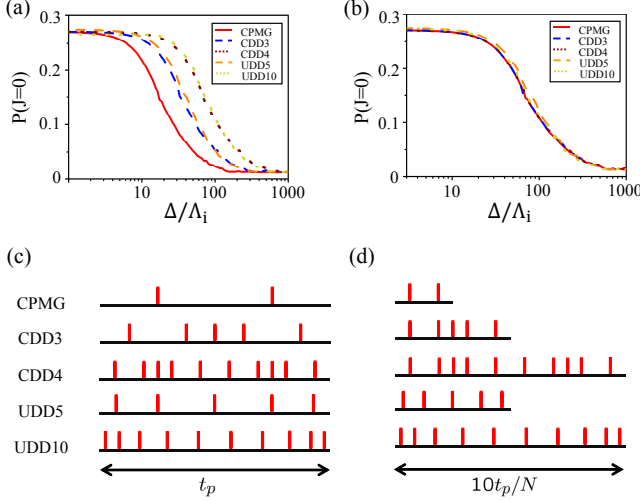 (a)
P(J=0)
0.3
0.2
0.1
0
10
100
1000
Δ/Λi
CPMG
CDD3
CDD4
UDD5
UDD10
(b)
P(J=0)
0.3
0.2
0.1
0
10
100
1000
Δ/Λi
CPMG
CDD3
CDD4
UDD5
UDD10
(c)
(d)
CPMG
CDD3
CDD4
UDD5
UDD10
tp
10tp/N